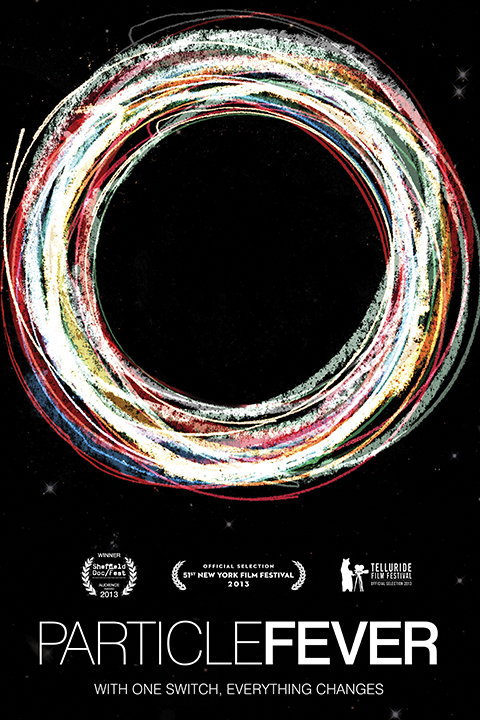 WINNER
Sheffield
Doc/Fest
AUDIENCE
2013
OFFICIAL SELECTION
51ST NEW YORK FILM FESTIVAL
2013
TELLURIDE
FILM FESTIVAL
OFFICIAL SELECTION 2013
PARTICLEFEVER
WITH ONE SWITCH, EVERYTHING CHANGES